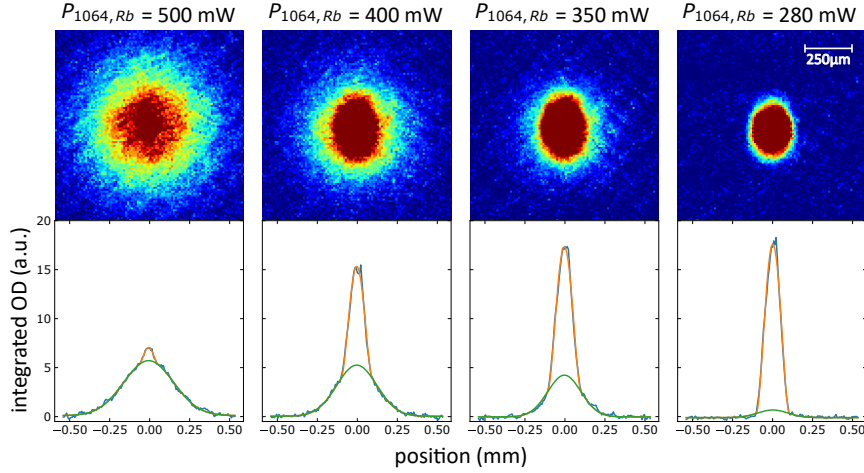 P1064, Rb = 500 mW P1064, Rb = 400 mW P1064, Rb = 350 mW P1064, Rb = 280 mW
250μm
integrated OD (a.u.)
20
15
10
5
0
−0.50 −0.25 0.00 0.25 0.50 −0.50 −0.25 0.00 0.25 0.50 −0.50 −0.25 0.00 0.25 0.50 −0.50 −0.25 0.00 0.25 0.50
position (mm)